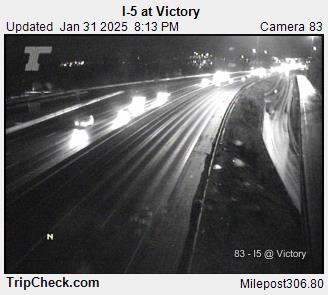 I-5 at Victory
Updated Jan 31 2025 8:13 PM Camera 83
T
N
83 - I5 @ Victory
TripCheck.com Milepost306.80